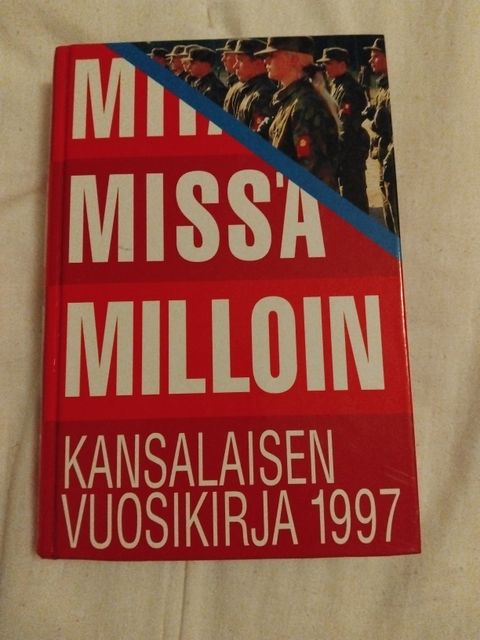 MISSÄ
MILLOIN
KANSALAISEN
VUOSIKIRJA 1997